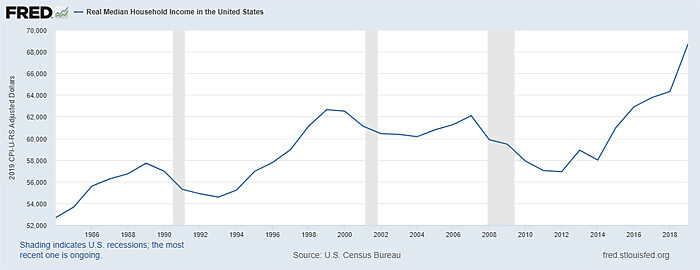 FRED
Real Median Household Income in the United States
70,000
68,000
66,000
64,000
62,000
60,000
58,000
56,000
54,000
52,000
2019 CPI-U-RS Adjusted Dollars
1986 1988 1990 1992 1994 1996 1998 2000 2002 2004 2006 2008 2010 2012 2014 2016 2018
Shading indicates U.S. recessions; the most
recent one is ongoing.
Source: U.S. Census Bureau
fred.stlouisfed.org